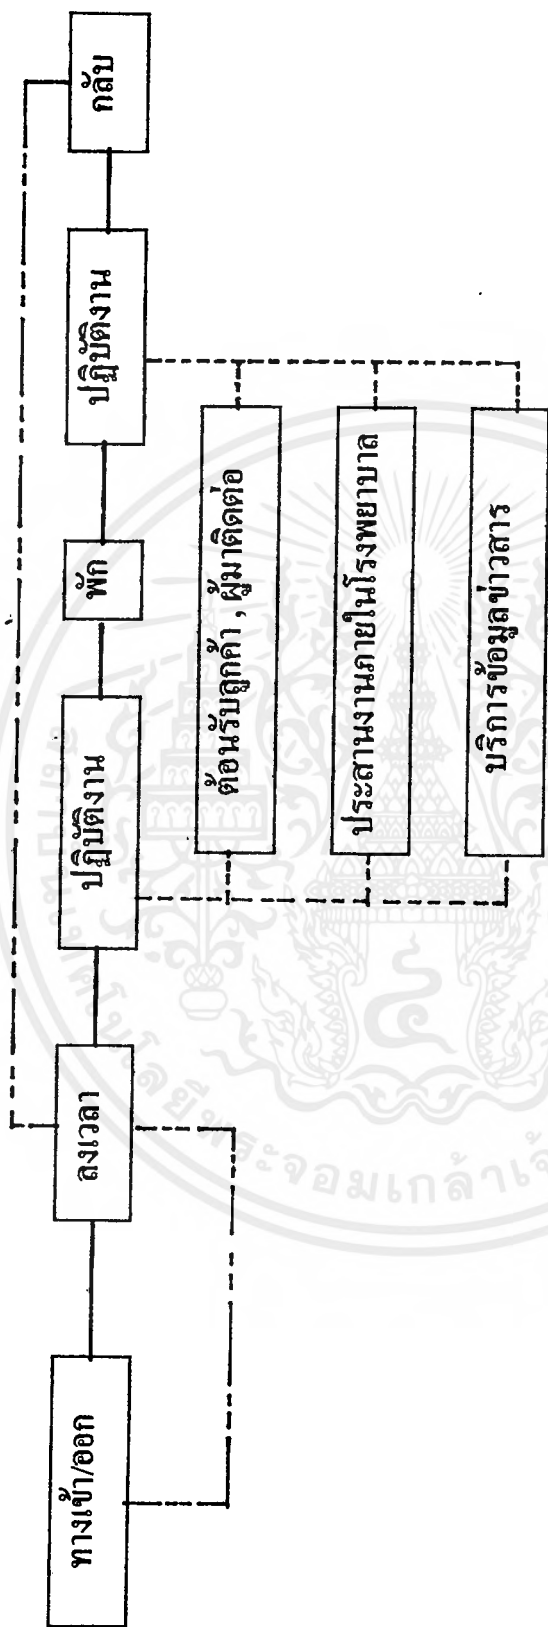 ทางเข้า/ออก
ลงเวลา
ปฏิบัติงาน
พัก
ปฏิบัติงาน
กลับ
ต้อนรับลูกค้า , ผู้มาติดต่อ
ประสานงานภายในโรงพยาบาล
บริการข้อมูลข่าวสาร